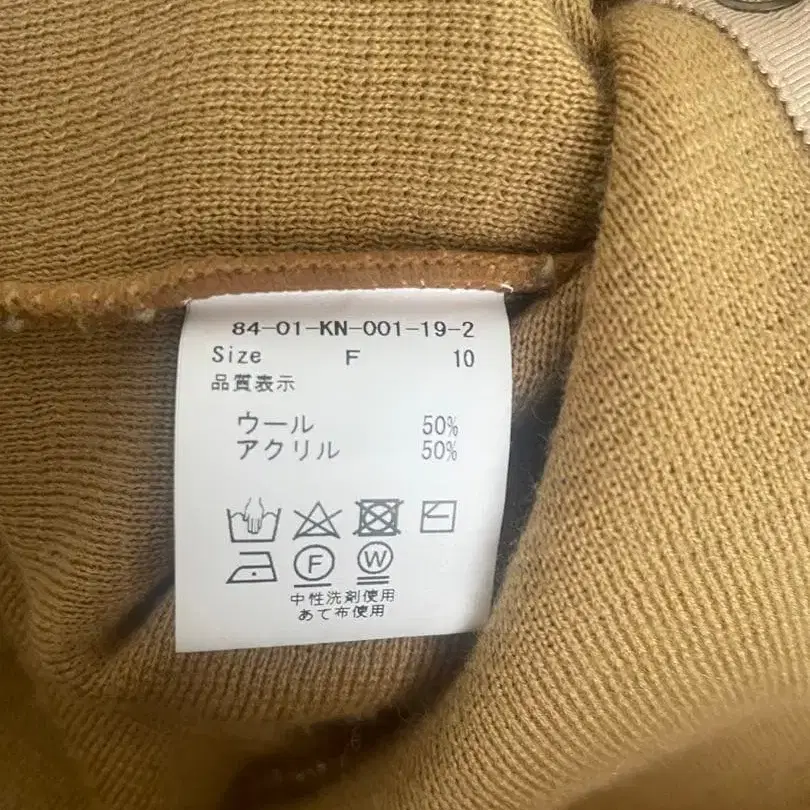 84-01-KN-001-19-2
Size F 10
品質表示
ウール 50%
アクリル 50%
F W
中性洗剤使用
あて布使用